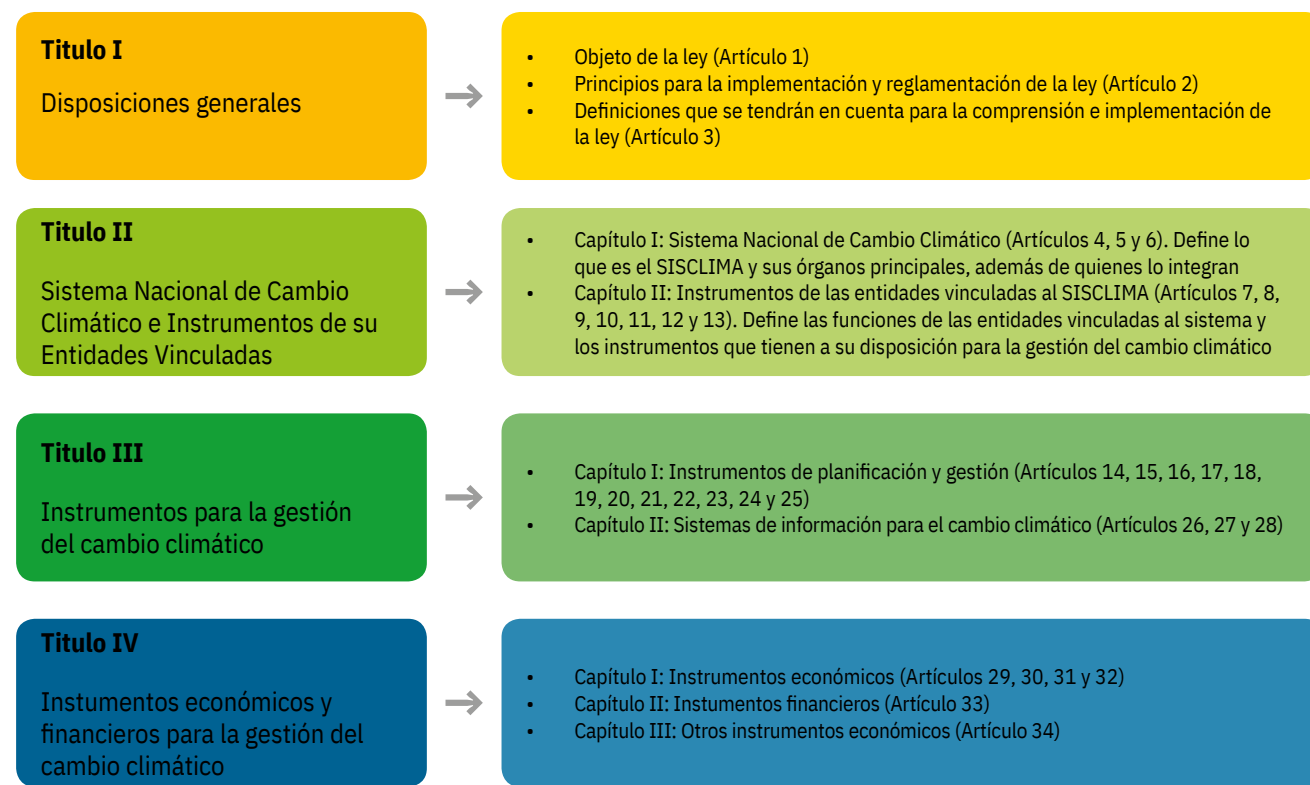 Titulo I
Disposiciones generales
• Objeto de la ley (Artículo 1)
• Principios para la implementación y reglamentación de la ley (Artículo 2)
• Definiciones que se tendrán en cuenta para la comprensión e implementación de
la ley (Artículo 3)
Titulo II
Sistema Nacional de Cambio
Climático e Instrumentos de su
Entidades Vinculadas
• Capítulo I: Sistema Nacional de Cambio Climático (Artículos 4, 5 y 6). Define lo
que es el SISCLIMA y sus órganos principales, además de quienes lo integran
• Capítulo II: Instrumentos de las entidades vinculadas al SISCLIMA (Artículos 7, 8,
9, 10, 11, 12 y 13). Define las funciones de las entidades vinculadas al sistema y
los instrumentos que tienen a su disposición para la gestión del cambio climático
Titulo III
Instrumentos para la gestión
del cambio climático
• Capítulo I: Instrumentos de planificación y gestión (Artículos 14, 15, 16, 17, 18,
19, 20, 21, 22, 23, 24 y 25)
• Capítulo II: Sistemas de información para el cambio climático (Artículos 26, 27 y 28)
Titulo IV
Instumentos económicos y
financieros para la gestión del
cambio climático
• Capítulo I: Instrumentos económicos (Artículos 29, 30, 31 y 32)
• Capítulo II: Instumentos financieros (Artículo 33)
• Capítulo III: Otros instrumentos económicos (Artículo 34)